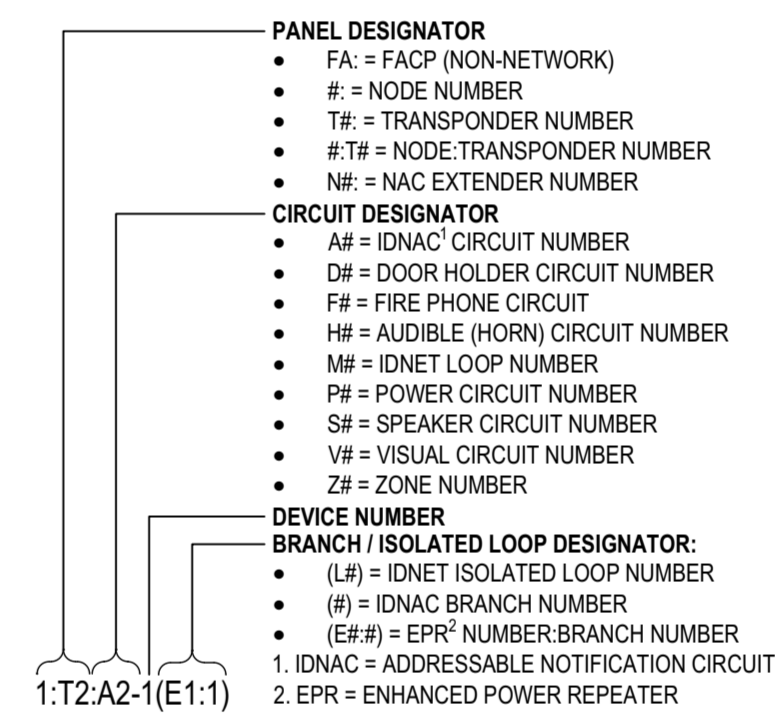 PANEL DESIGNATOR
• FA: = FACP (NON-NETWORK)
• #: = NODE NUMBER
• T#: = TRANSPONDER NUMBER
• #:T# = NODE:TRANSPONDER NUMBER
• N#: = NAC EXTENDER NUMBER
CIRCUIT DESIGNATOR
• A# = IDNAC¹ CIRCUIT NUMBER
• D# = DOOR HOLDER CIRCUIT NUMBER
• F# = FIRE PHONE CIRCUIT
• H# = AUDIBLE (HORN) CIRCUIT NUMBER
• M# = IDNET LOOP NUMBER
• P# = POWER CIRCUIT NUMBER
• S# = SPEAKER CIRCUIT NUMBER
• V# = VISUAL CIRCUIT NUMBER
• Z# = ZONE NUMBER
DEVICE NUMBER
BRANCH / ISOLATED LOOP DESIGNATOR:
• (L#) = IDNET ISOLATED LOOP NUMBER
• (#) = IDNAC BRANCH NUMBER
• (E#:#) = EPR² NUMBER:BRANCH NUMBER
1. IDNAC = ADDRESSABLE NOTIFICATION CIRCUIT
2. EPR = ENHANCED POWER REPEATER
1:T2:A2-1(E1:1)